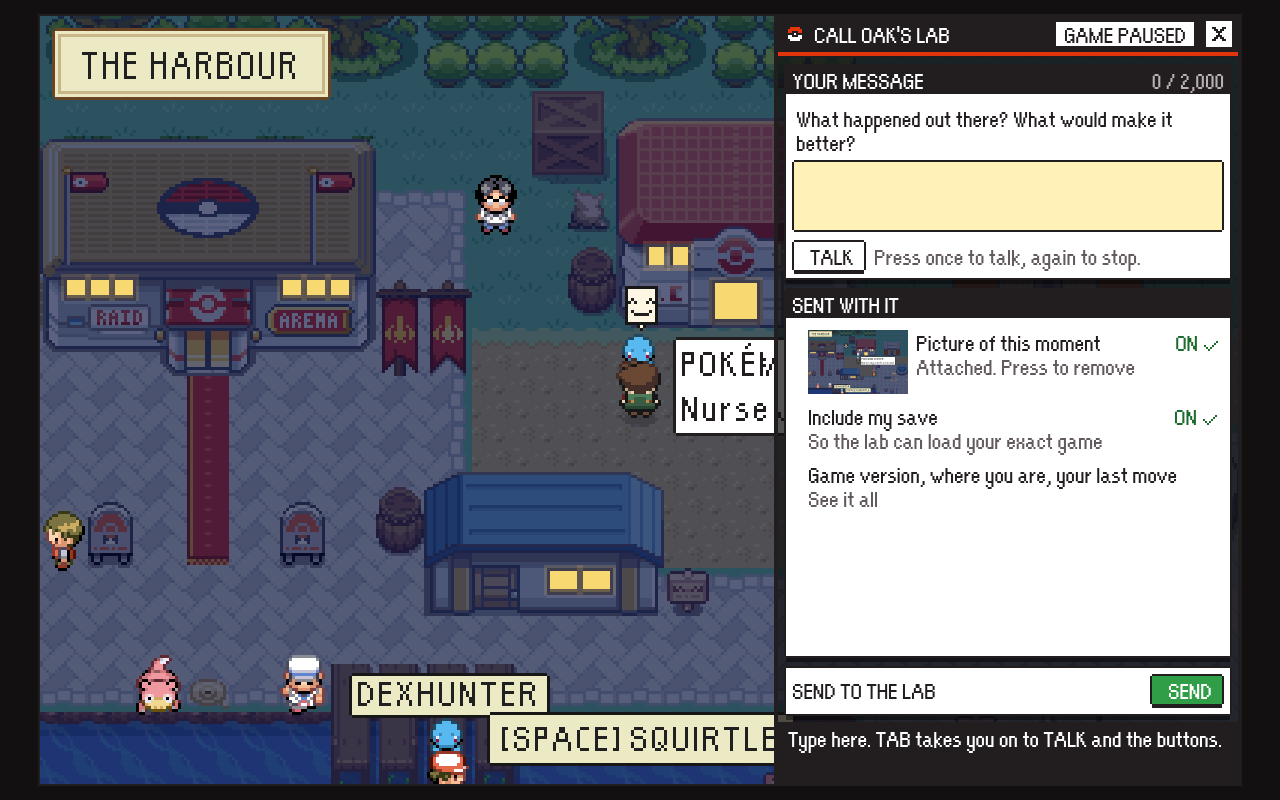 THE HARBOUR
RAID
ARENA
P.C
POKÉM
Nurse
DEXHUNTER
[SPACE] SQUIRTLE
CALL OAK'S LAB
GAME PAUSED
X
YOUR MESSAGE
0 / 2,000
What happened out there? What would make it
better?
TALK
Press once to talk, again to stop.
SENT WITH IT
Picture of this moment
ON ✓
Attached. Press to remove
Include my save
ON ✓
So the lab can load your exact game
Game version, where you are, your last move
See it all
SEND TO THE LAB
SEND
Type here. TAB takes you on to TALK and the buttons.